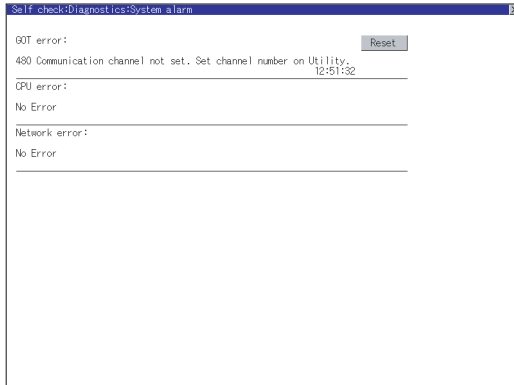 Self check:Diagnostics:System alarm
GOT error:
Reset
480 Communication channel not set. Set channel number on Utility.
12:51:32
CPU error:
No Error
Network error:
No Error